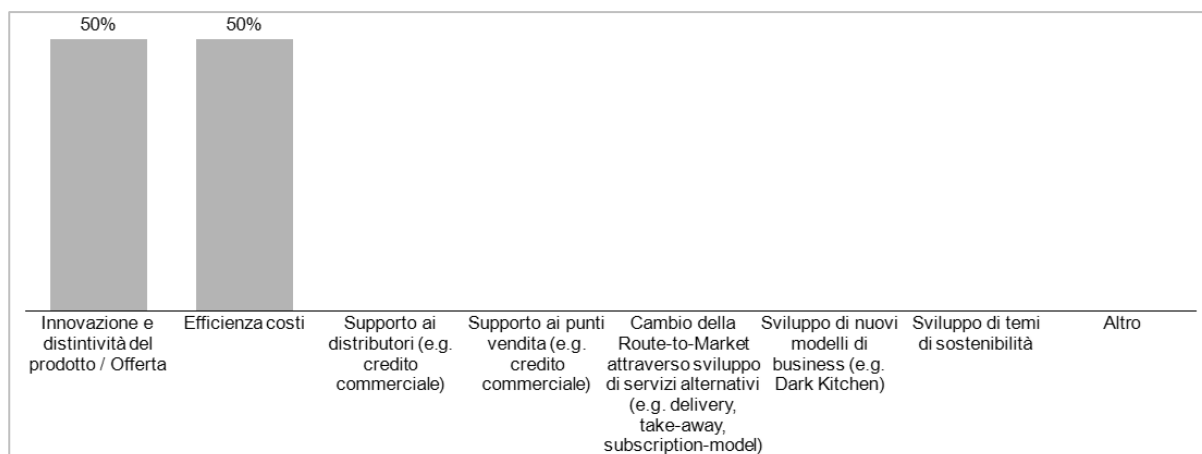 50%
50%
Innovazione e
distintività del
prodotto / Offerta
Efficienza costi
Supporto ai
distributori (e.g.
credito
commerciale)
Supporto ai punti
vendita (e.g.
credito
commerciale)
Cambio della
Route-to-Market
attraverso sviluppo
di servizi alternativi
(e.g. delivery,
take-away,
subscription-model)
Sviluppo di nuovi
modelli di
business (e.g.
Dark Kitchen)
Sviluppo di temi
di sostenibilità
Altro